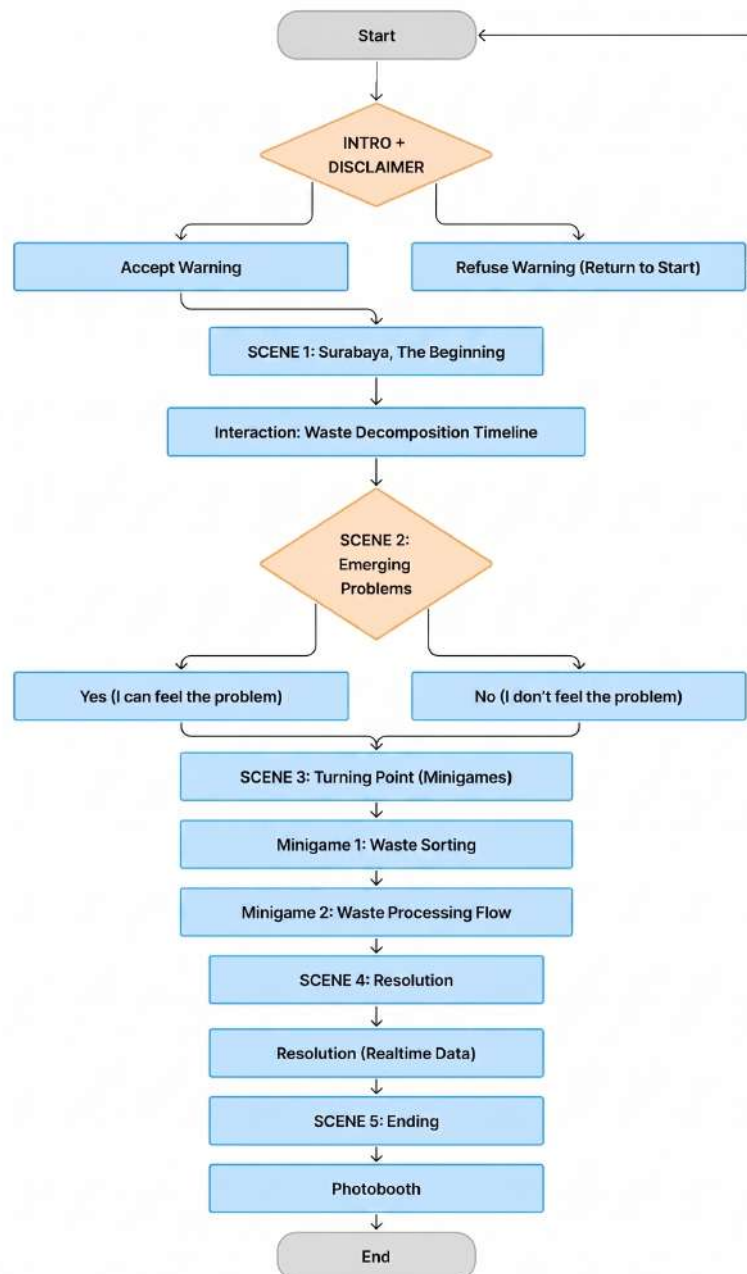 Start
INTRO +
DISCLAIMER
Accept Warning
Refuse Warning (Return to Start)
SCENE 1: Surabaya, The Beginning
Interaction: Waste Decomposition Timeline
SCENE 2:
Emerging
Problems
Yes (I can feel the problem)
No (I don't feel the problem)
SCENE 3: Turning Point (Minigames)
Minigame 1: Waste Sorting
Minigame 2: Waste Processing Flow
SCENE 4: Resolution
Resolution (Realtime Data)
SCENE 5: Ending
Photobooth
End